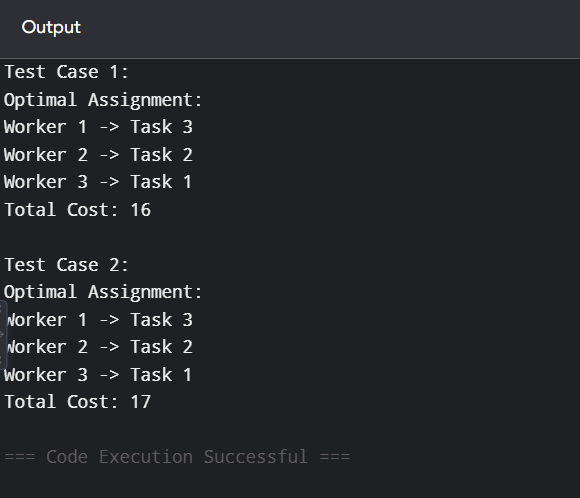 Output
Test Case 1:
Optimal Assignment:
Worker 1 -> Task 3
Worker 2 -> Task 2
Worker 3 -> Task 1
Total Cost: 16
Test Case 2:
Optimal Assignment:
Worker 1 -> Task 3
Worker 2 -> Task 2
Worker 3 -> Task 1
Total Cost: 17
=== Code Execution Successful ===